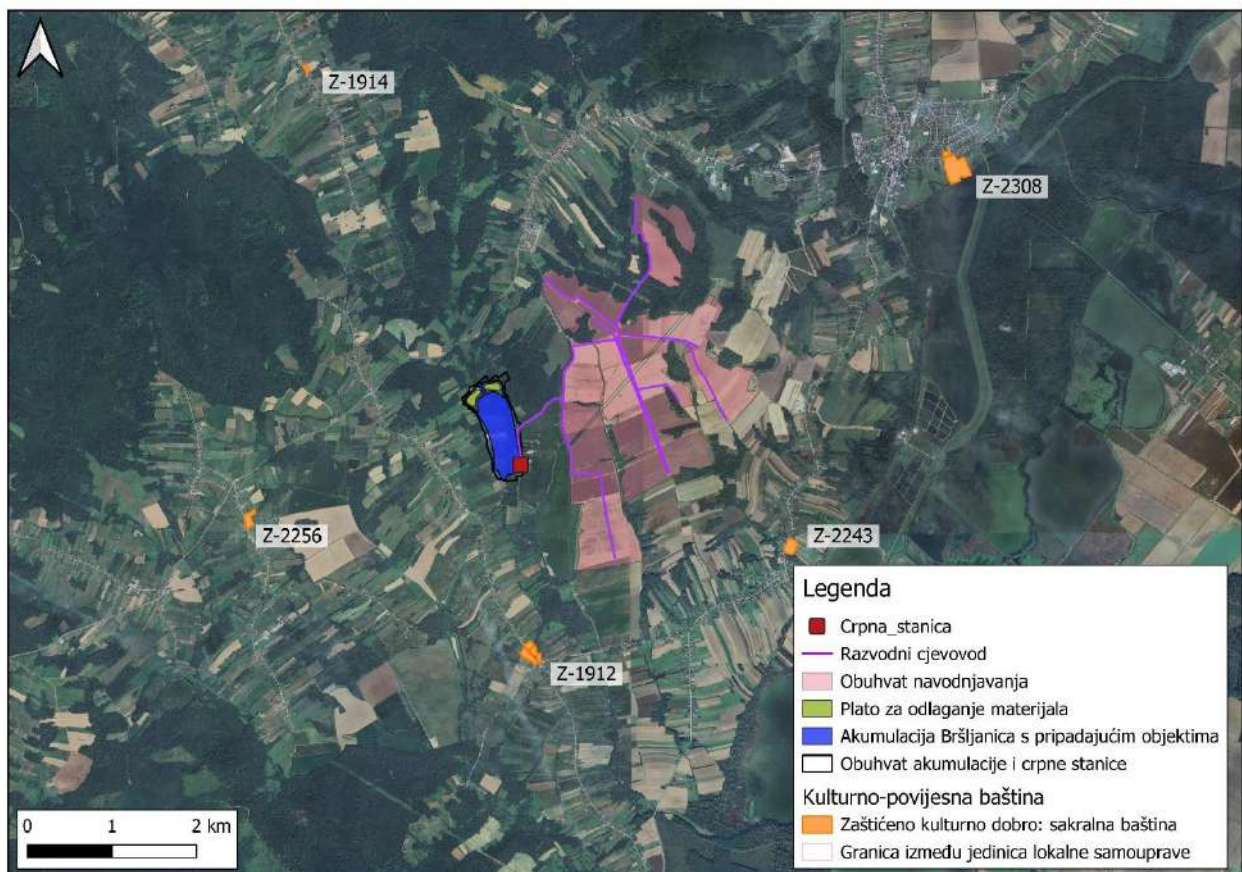 Z-1914
Z-2308
Z-2256
Z-2243
Z-1912
Legenda
Crpna_stanica
Razvodni cjevovod
Obuhvat navodnjavanja
Plato za odlaganje materijala
Akumulacija Bršljanica s pripadajućim objektima
Obuhvat akumulacije i crpne stanice
Kulturno-povijesna baština
Zaštićeno kulturno dobro: sakralna baština
Granica između jedinica lokalne samouprave
0 1 2 km